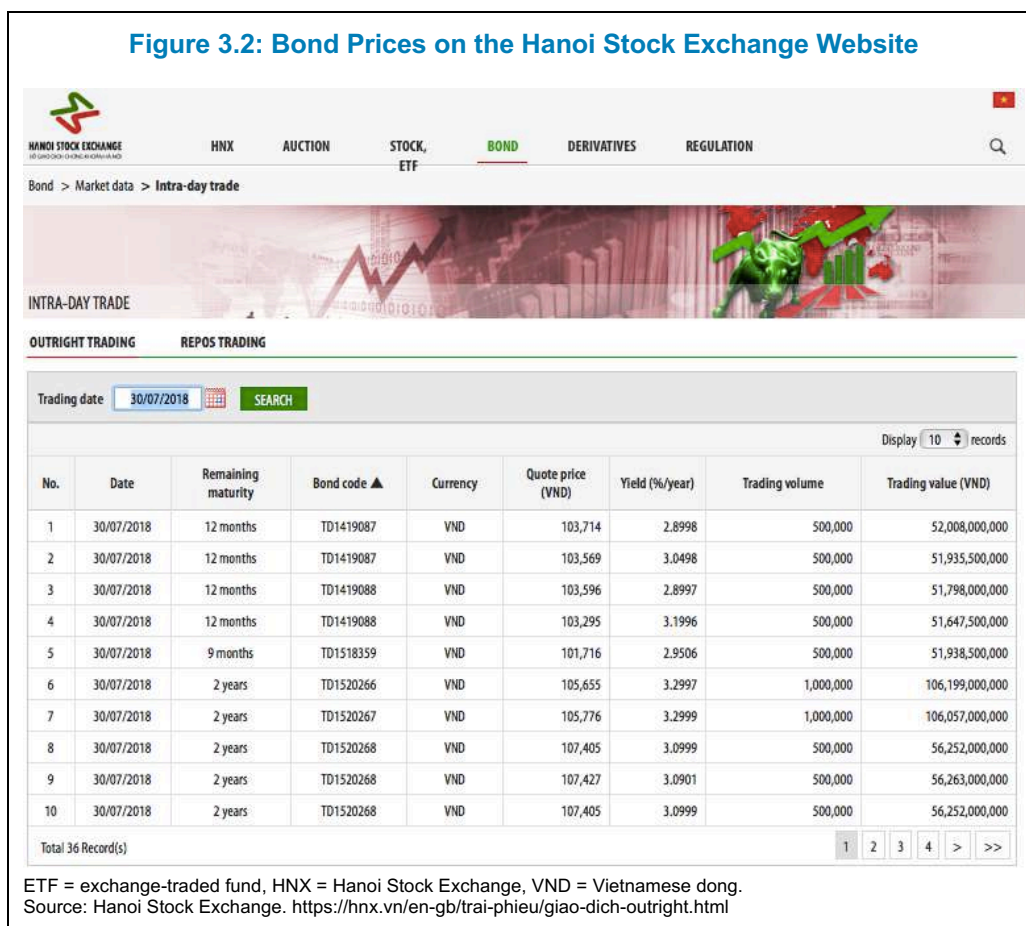 Figure 3.2: Bond Prices on the Hanoi Stock Exchange Website
HANOI STOCK EXCHANGE
SỞ GIAO DỊCH CHỨNG KHOÁN HÀ NỘI
HNX AUCTION STOCK, ETF BOND DERIVATIVES REGULATION
Bond > Market data > Intra-day trade
INTRA-DAY TRADE
OUTRIGHT TRADING REPOS TRADING
Trading date 30/07/2018 SEARCH
Display 10 records
No. Date Remaining maturity Bond code ▲ Currency Quote price (VND) Yield (%/year) Trading volume Trading value (VND)
1 30/07/2018 12 months TD1419087 VND 103,714 2.8998 500,000 52,008,000,000
2 30/07/2018 12 months TD1419087 VND 103,569 3.0498 500,000 51,935,500,000
3 30/07/2018 12 months TD1419088 VND 103,596 2.8997 500,000 51,798,000,000
4 30/07/2018 12 months TD1419088 VND 103,295 3.1996 500,000 51,647,500,000
5 30/07/2018 9 months TD1518359 VND 101,716 2.9506 500,000 51,938,500,000
6 30/07/2018 2 years TD1520266 VND 105,655 3.2997 1,000,000 106,199,000,000
7 30/07/2018 2 years TD1520267 VND 105,776 3.2999 1,000,000 106,057,000,000
8 30/07/2018 2 years TD1520268 VND 107,405 3.0999 500,000 56,252,000,000
9 30/07/2018 2 years TD1520268 VND 107,427 3.0901 500,000 56,263,000,000
10 30/07/2018 2 years TD1520268 VND 107,405 3.0999 500,000 56,252,000,000
Total 36 Record(s) 1 2 3 4 > >>
ETF = exchange-traded fund, HNX = Hanoi Stock Exchange, VND = Vietnamese dong.
Source: Hanoi Stock Exchange. https://hnx.vn/en-gb/trai-phieu/giao-dich-outright.html